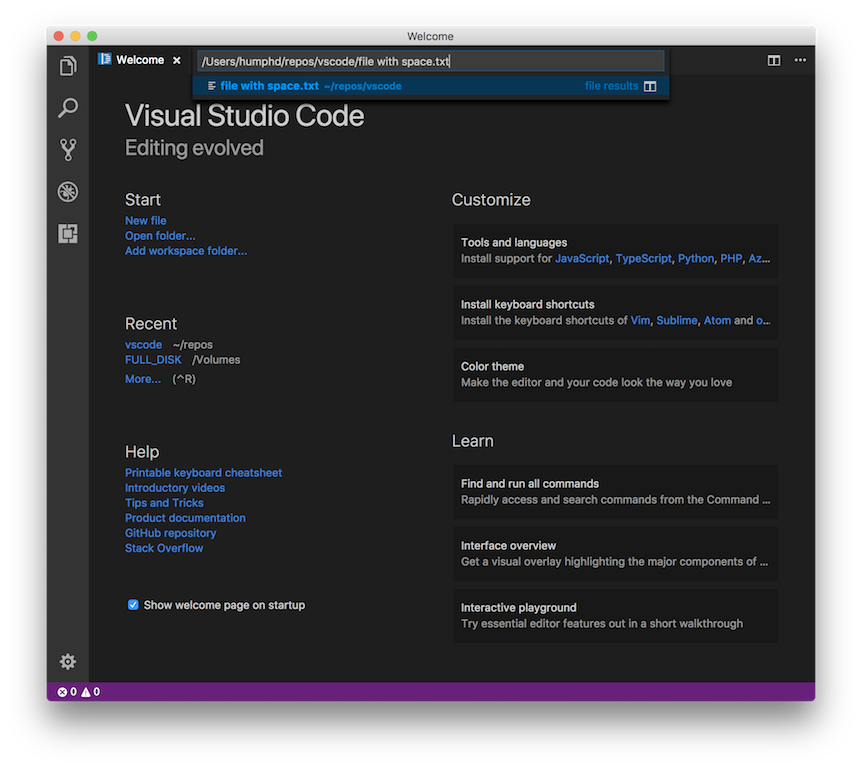 Welcome
Welcome
/Users/humphd/repos/vscode/file with space.txt
file with space.txt ~/repos/vscode file results
Visual Studio Code
Editing evolved
Start
New file
Open folder...
Add workspace folder...
Recent
vscode ~/repos
FULL_DISK /Volumes
More... (^R)
Help
Printable keyboard cheatsheet
Introductory videos
Tips and Tricks
Product documentation
GitHub repository
Stack Overflow
Show welcome page on startup
Customize
Tools and languages
Install support for JavaScript, TypeScript, Python, PHP, Az...
Install keyboard shortcuts
Install the keyboard shortcuts of Vim, Sublime, Atom and o...
Color theme
Make the editor and your code look the way you love
Learn
Find and run all commands
Rapidly access and search commands from the Command ...
Interface overview
Get a visual overlay highlighting the major components of ...
Interactive playground
Try essential editor features out in a short walkthrough
0 0